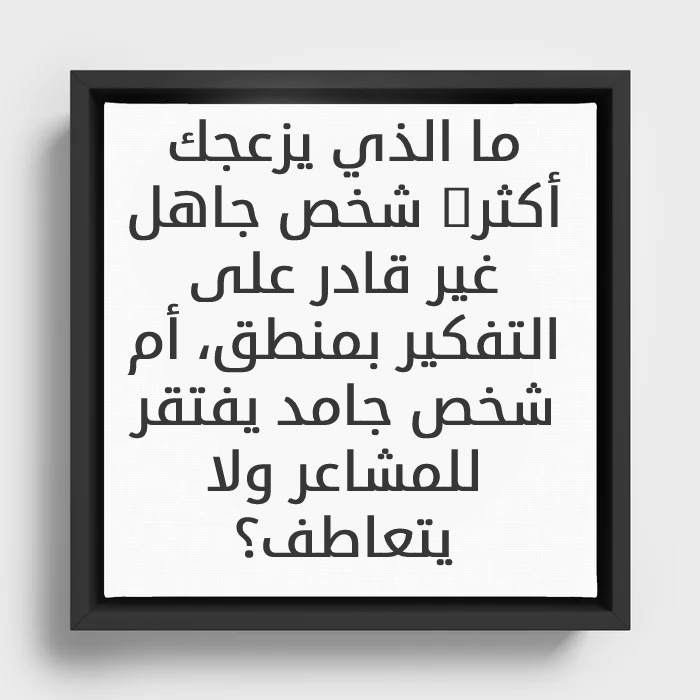 ما الذي يزعجك
أكثر▯ شخص جاهل
غير قادر على
التفكير بمنطق، أم
شخص جامد يفتقر
للمشاعر ولا
يتعاطف؟